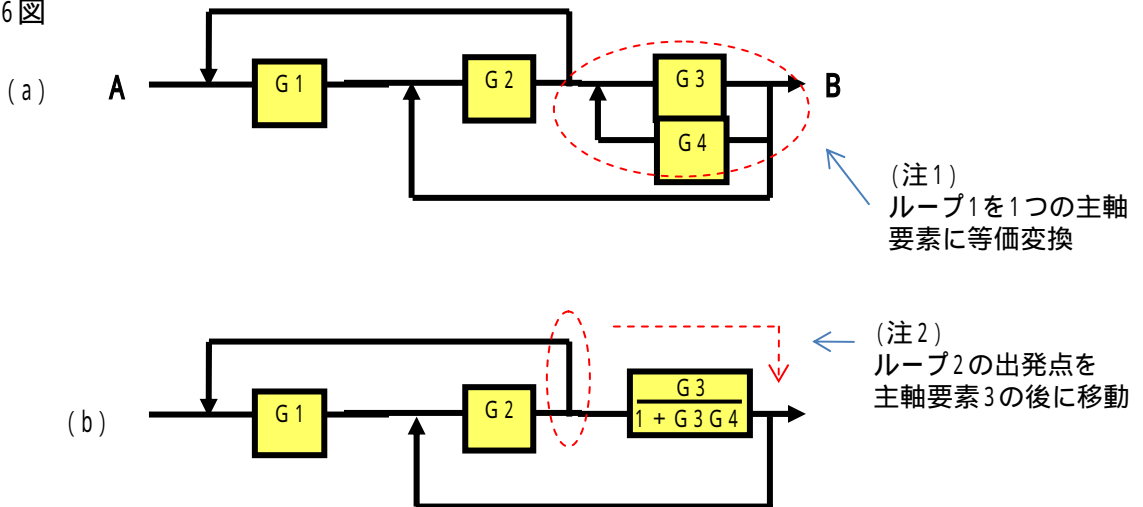 6図
(a)
A
G1
G2
G3
B
G4
(注1)
ループ1を1つの主軸
要素に等価変換
(注2)
ループ2の出発点を
主軸要素3の後に移動
(b)
G1
G2
G3
1+G3G4